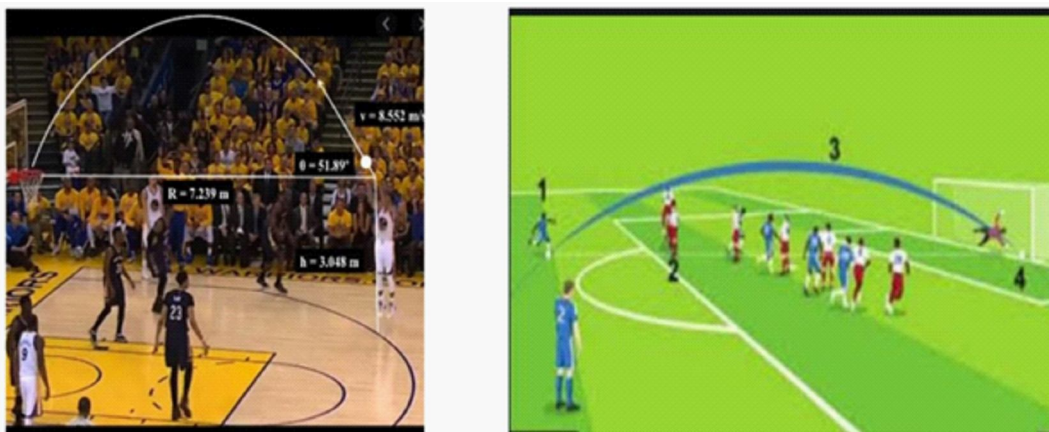 v = 8.552 m/s
θ = 51.89°
R = 7.239 m
h = 3.048 m
23
9
1
3
2
4
2